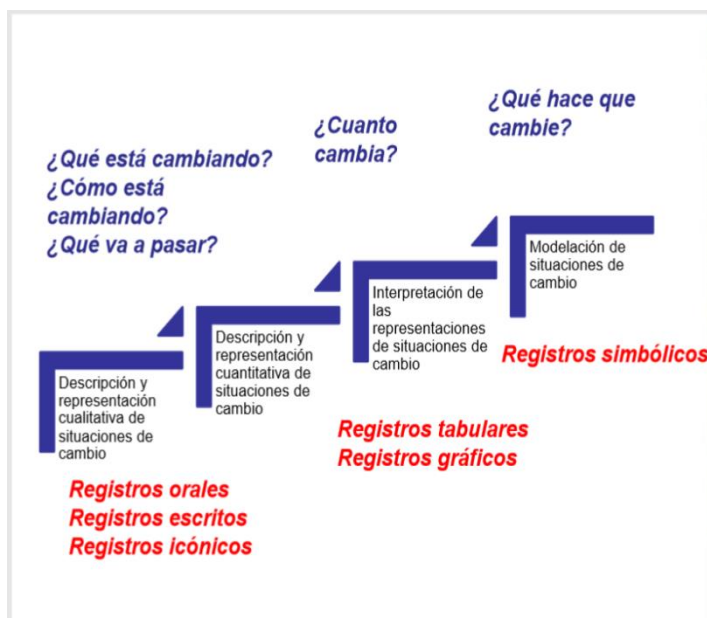 ¿Qué hace que
cambie?
¿Cuanto
cambia?
¿Qué está cambiando?
¿Cómo está
cambiando?
¿Qué va a pasar?
Descripción y
representación
cualitativa de
situaciones de
cambio
Descripción y
representación
cuantitativa de
situaciones de
cambio
Interpretación de
las
representaciones
de situaciones de
cambio
Modelación de
situaciones de
cambio
Registros orales
Registros escritos
Registros icónicos
Registros tabulares
Registros gráficos
Registros simbólicos